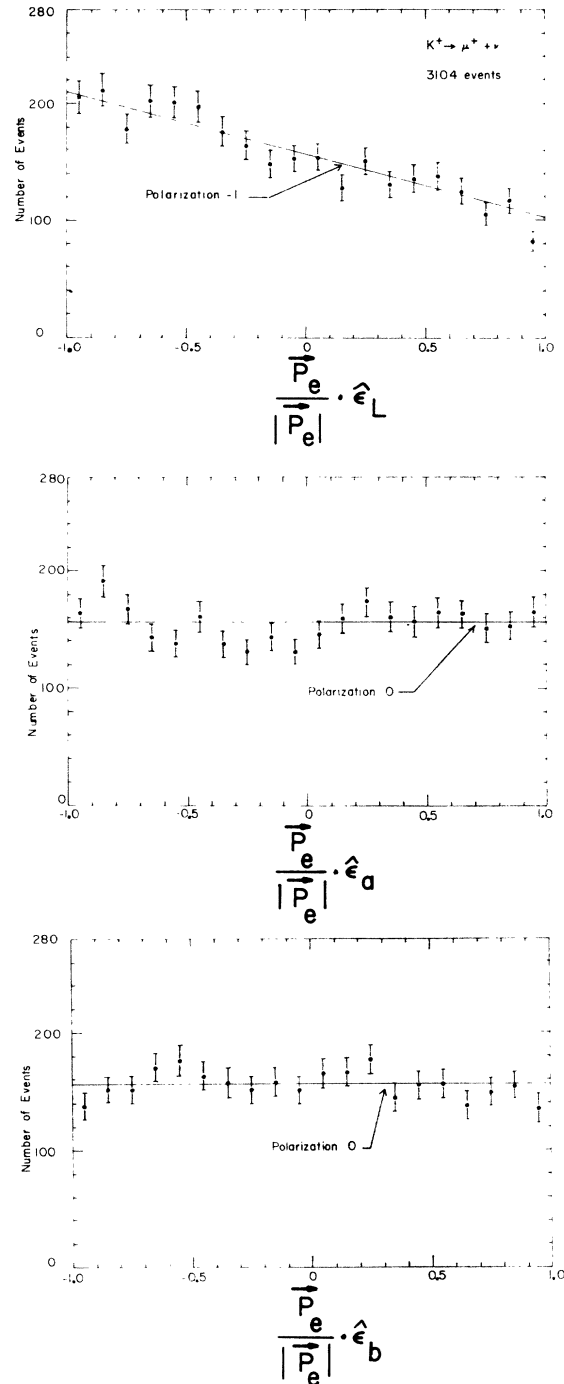 280
K⁺→ μ⁺ + ν
3104 events
200
Number of Events
Polarization -1
100
0
-1.0 -0.5 0 0.5 1.0
P⃗e / |P⃗e| · ε̂L
280
200
Number of Events
Polarization 0
100
0
-1.0 -0.5 0 0.5 1.0
P⃗e / |P⃗e| · ε̂a
280
200
Number of Events
Polarization 0
100
0
-1.0 -0.5 0 0.5 1.0
P⃗e / |P⃗e| · ε̂b